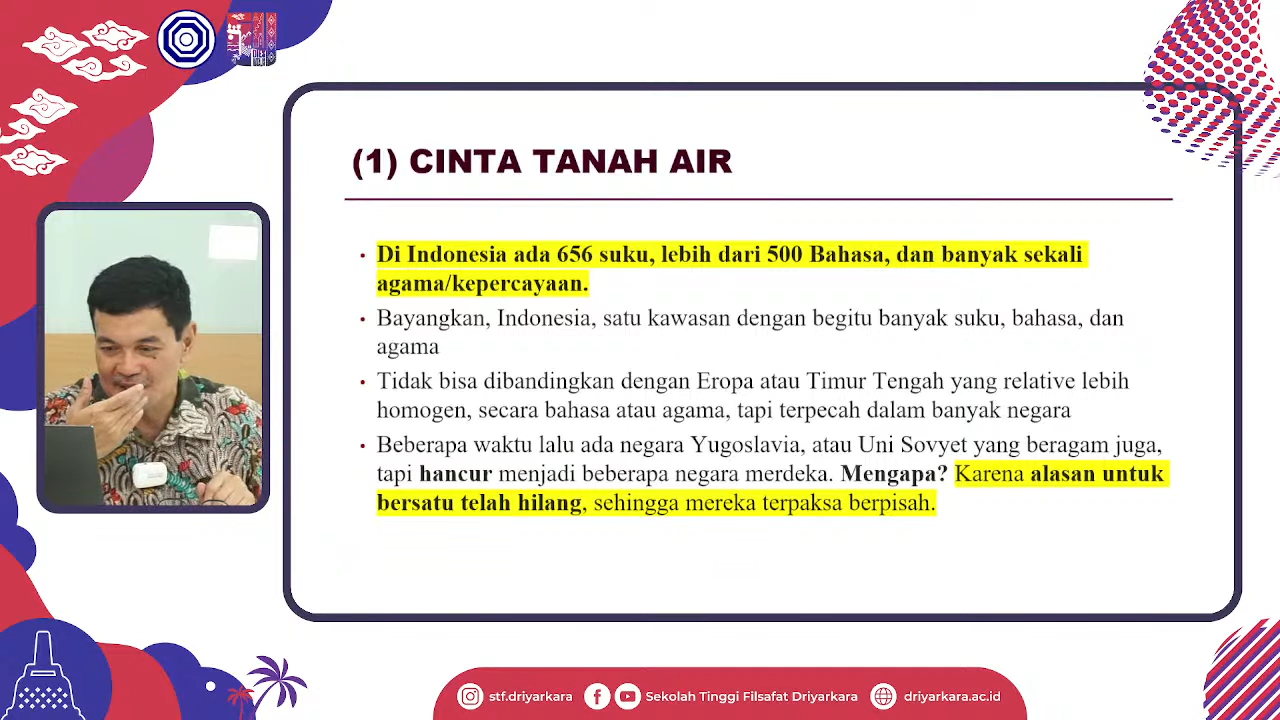 (1) CINTA TANAH AIR
• Di Indonesia ada 656 suku, lebih dari 500 Bahasa, dan banyak sekali
agama/kepercayaan.
• Bayangkan, Indonesia, satu kawasan dengan begitu banyak suku, bahasa, dan
agama
• Tidak bisa dibandingkan dengan Eropa atau Timur Tengah yang relative lebih
homogen, secara bahasa atau agama, tapi terpecah dalam banyak negara
• Beberapa waktu lalu ada negara Yugoslavia, atau Uni Sovyet yang beragam juga,
tapi hancur menjadi beberapa negara merdeka. Mengapa? Karena alasan untuk
bersatu telah hilang, sehingga mereka terpaksa berpisah.
stf.driyarkara Sekolah Tinggi Filsafat Driyarkara driyarkara.ac.id